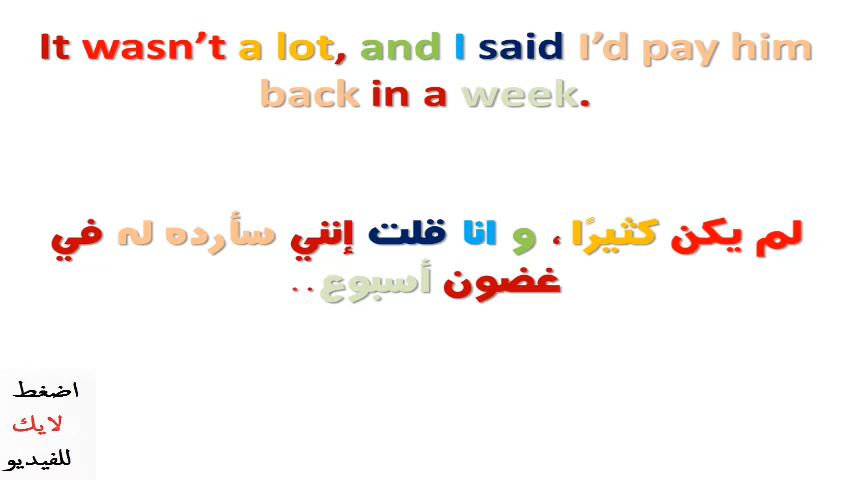 It wasn’t a lot, and I said I’d pay him
back in a week.
لم يكن كثيرًا ، و انا قلت إنني سأرده له في
غضون أسبوع . .
اضغط
لايك
للفيديو